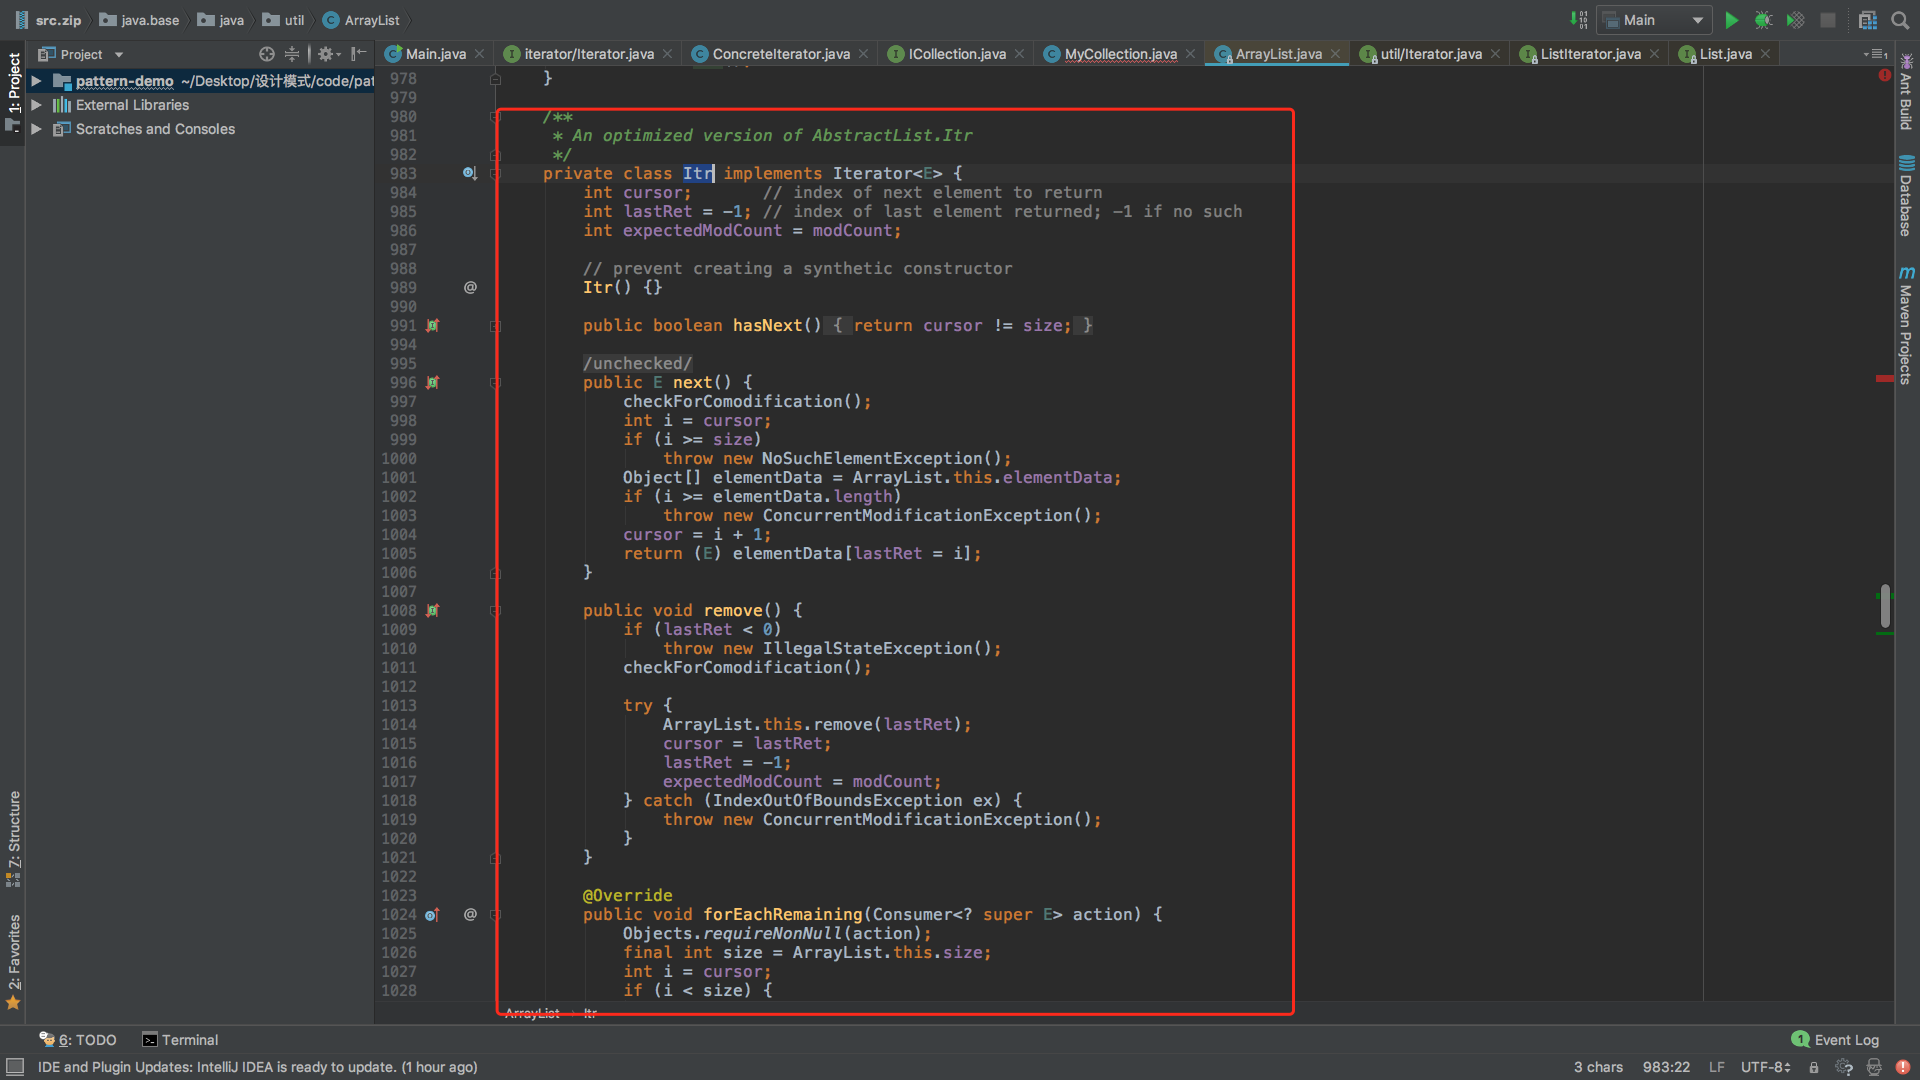 src.zip java.base java util ArrayList Main
Project
Main.java iterator/Iterator.java ConcreteIterator.java ICollection.java MyCollection.java ArrayList.java util/Iterator.java ListIterator.java List.java
pattern-demo ~/Desktop/设计模式/code/pat
External Libraries
Scratches and Consoles
1: Project
7: Structure
2: Favorites
978 }
979
980 /**
981 * An optimized version of AbstractList.Itr
982 */
983 private class Itr implements Iterator<E> {
984 int cursor; // index of next element to return
985 int lastRet = -1; // index of last element returned; -1 if no such
986 int expectedModCount = modCount;
987
988 // prevent creating a synthetic constructor
989 Itr() {}
990
991 public boolean hasNext() { return cursor != size; }
994
995 /unchecked/
996 public E next() {
997 checkForComodification();
998 int i = cursor;
999 if (i >= size)
1000 throw new NoSuchElementException();
1001 Object[] elementData = ArrayList.this.elementData;
1002 if (i >= elementData.length)
1003 throw new ConcurrentModificationException();
1004 cursor = i + 1;
1005 return (E) elementData[lastRet = i];
1006 }
1007
1008 public void remove() {
1009 if (lastRet < 0)
1010 throw new IllegalStateException();
1011 checkForComodification();
1012
1013 try {
1014 ArrayList.this.remove(lastRet);
1015 cursor = lastRet;
1016 lastRet = -1;
1017 expectedModCount = modCount;
1018 } catch (IndexOutOfBoundsException ex) {
1019 throw new ConcurrentModificationException();
1020 }
1021 }
1022
1023 @Override
1024 public void forEachRemaining(Consumer<? super E> action) {
1025 Objects.requireNonNull(action);
1026 final int size = ArrayList.this.size;
1027 int i = cursor;
1028 if (i < size) {
ArrayList Itr
Ant Build
Database
Maven Projects
6: TODO Terminal
1 Event Log
IDE and Plugin Updates: IntelliJ IDEA is ready to update. (1 hour ago)
3 chars 983:22 LF UTF-8